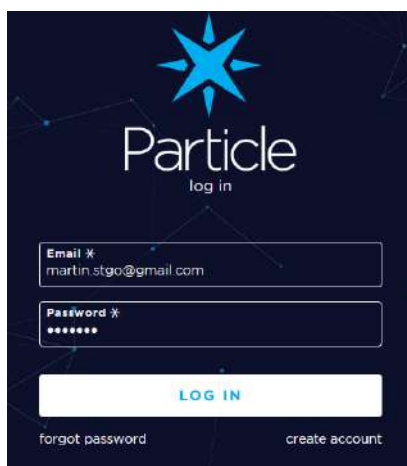 Particle
log in
Email *
martin.stgo@gmail.com
Password *
•••••••
LOG IN
forgot password
create account